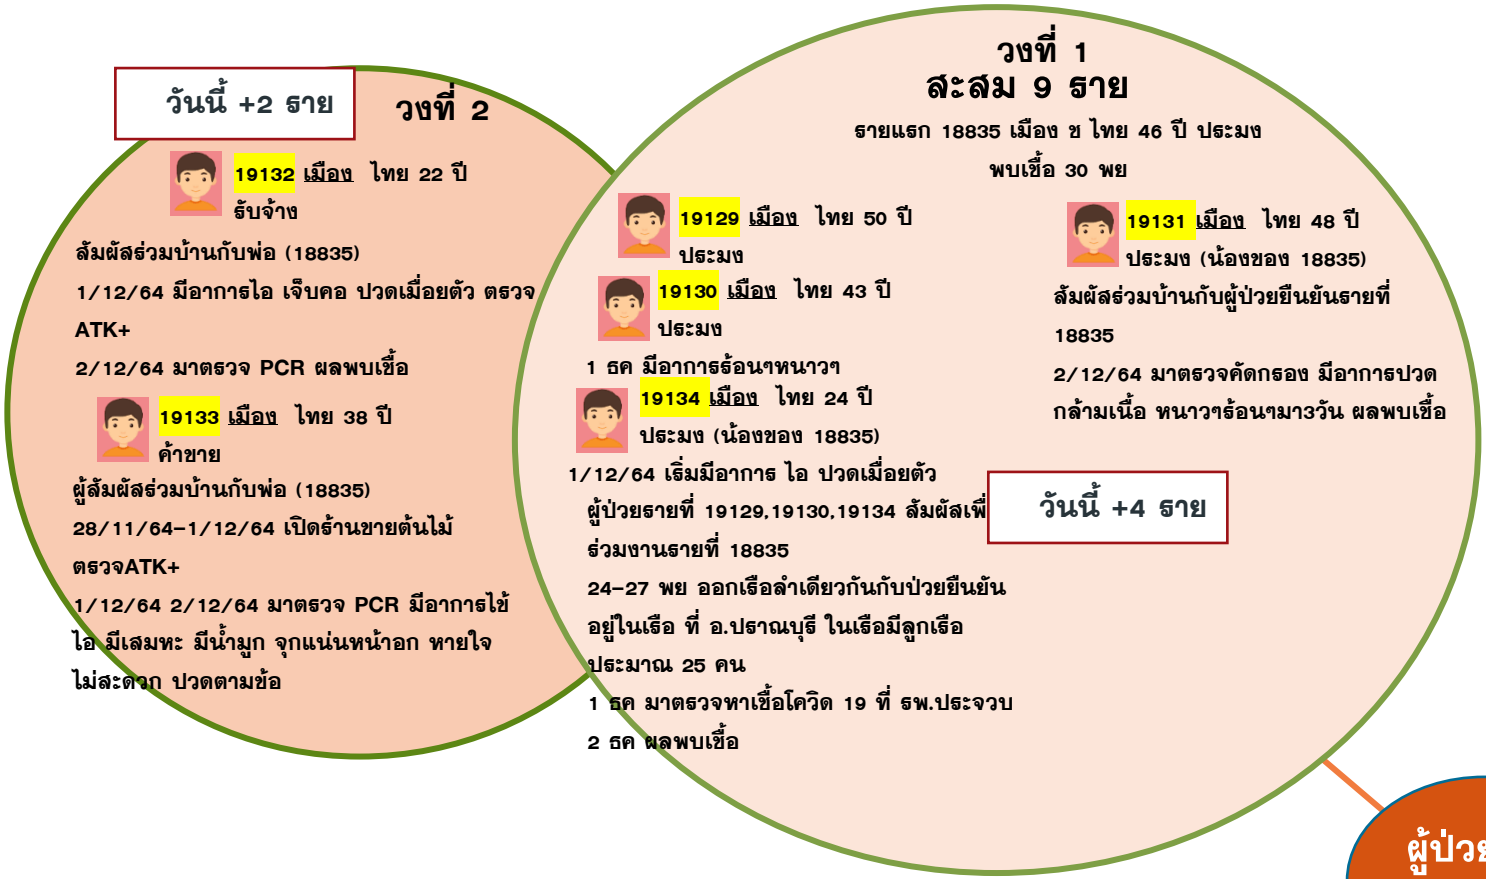 วันนี้ +2 ราย
วงที่ 2
19132 เมือง ไทย 22 ปี
รับจ้าง
สัมผัสร่วมบ้านกับพ่อ (18835)
1/12/64 มีอาการไอ เจ็บคอ ปวดเมื่อยตัว ตรวจ
ATK+
2/12/64 มาตรวจ PCR ผลพบเชื้อ
19133 เมือง ไทย 38 ปี
ค้าขาย
ผู้สัมผัสร่วมบ้านกับพ่อ (18835)
28/11/64-1/12/64 เปิดร้านขายต้นไม้
ตรวจATK+
1/12/64 2/12/64 มาตรวจ PCR มีอาการไข้
ไอ มีเสมหะ มีน้ำมูก จุกแน่นหน้าอก หายใจ
ไม่สะดวก ปวดตามข้อ
วงที่ 1
สะสม 9 ราย
รายแรก 18835 เมือง ช ไทย 46 ปี ประมง
พบเชื้อ 30 พย
19129 เมือง ไทย 50 ปี
ประมง
19130 เมือง ไทย 43 ปี
ประมง
1 ธค มีอาการร้อนๆหนาวๆ
19134 เมือง ไทย 24 ปี
ประมง (น้องของ 18835)
1/12/64 เริ่มมีอาการ ไอ ปวดเมื่อยตัว
ผู้ป่วยรายที่ 19129,19130,19134 สัมผัสเพื่
ร่วมงานรายที่ 18835
24-27 พย ออกเรือลำเดียวกันกับป่วยยืนยัน
อยู่ในเรือ ที่ อ.ปราณบุรี ในเรือมีลูกเรือ
ประมาณ 25 คน
1 ธค มาตรวจหาเชื้อโควิด 19 ที่ รพ.ประจวบ
2 ธค ผลพบเชื้อ
19131 เมือง ไทย 48 ปี
ประมง (น้องของ 18835)
สัมผัสร่วมบ้านกับผู้ป่วยยืนยันรายที่
18835
2/12/64 มาตรวจคัดกรอง มีอาการปวด
กล้ามเนื้อ หนาวๆร้อนๆมา3วัน ผลพบเชื้อ
วันนี้ +4 ราย
ผู้ป่วย